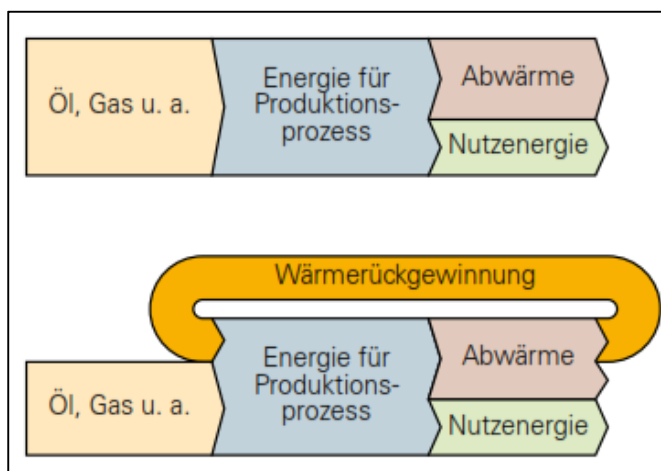 Öl, Gas u. a.
Energie für
Produktions-
prozess
Abwärme
Nutzenergie
Wärmerückgewinnung
Öl, Gas u. a.
Energie für
Produktions-
prozess
Abwärme
Nutzenergie